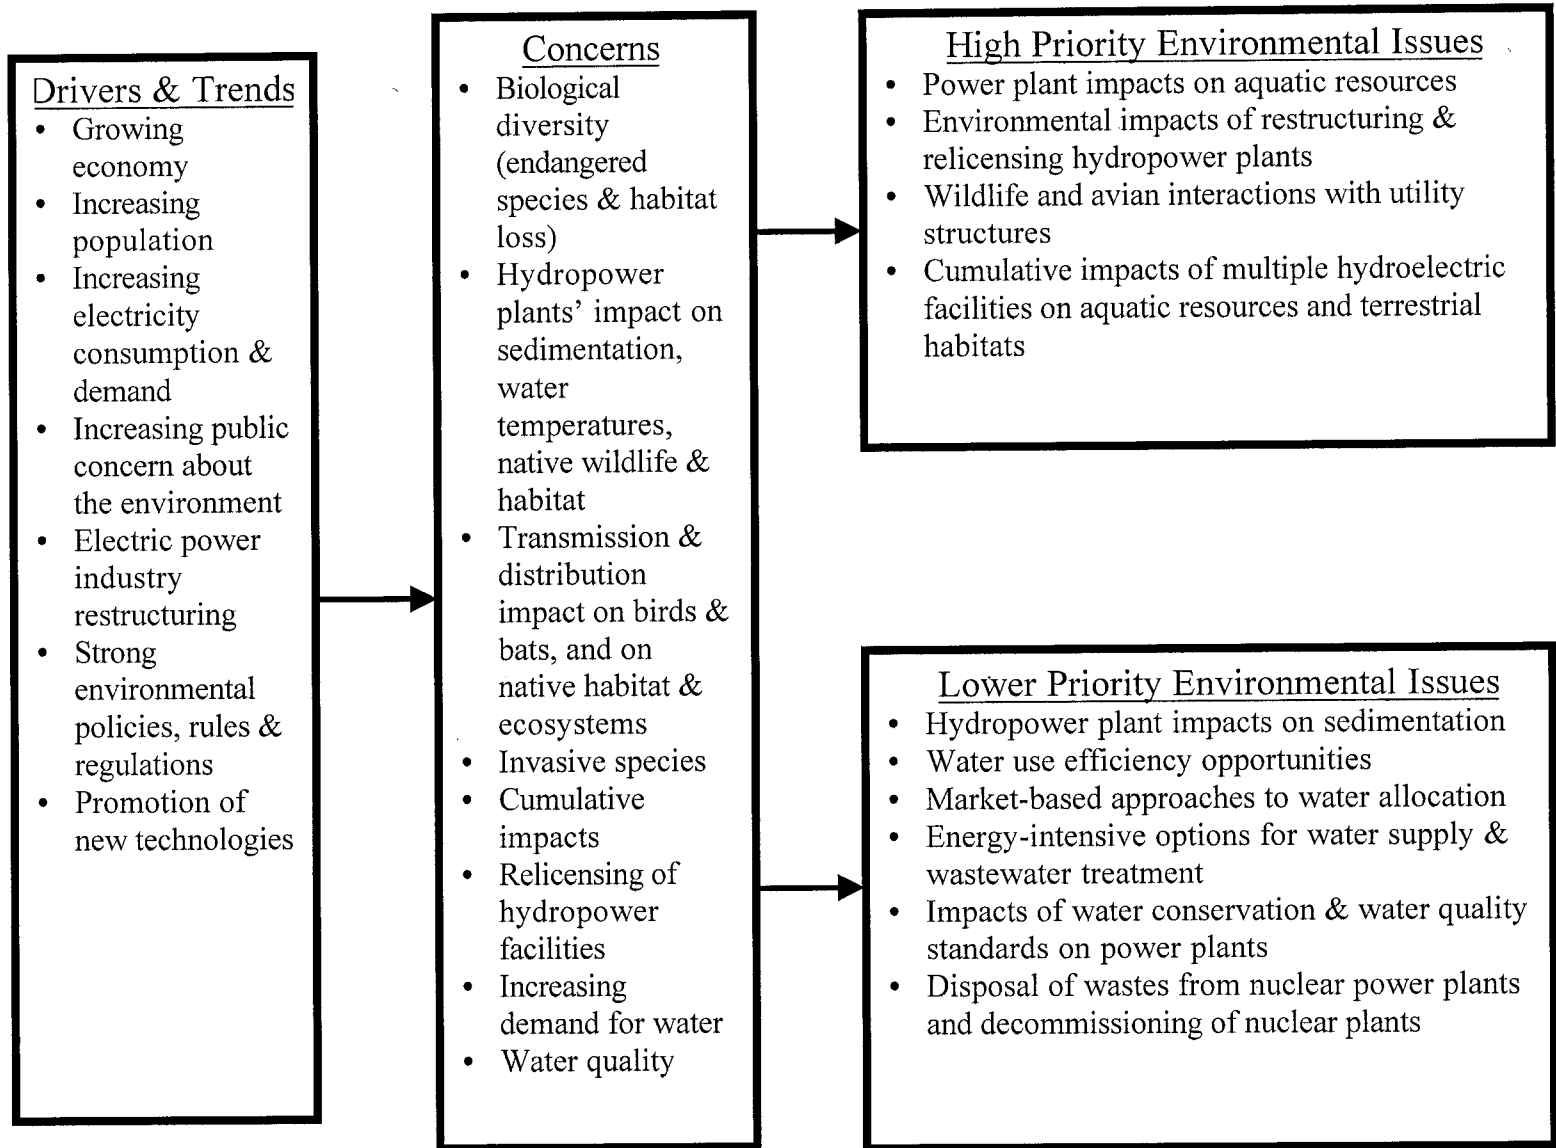 Drivers & Trends
• Growing
economy
• Increasing
population
• Increasing
electricity
consumption &
demand
• Increasing public
concern about
the environment
• Electric power
industry
restructuring
• Strong
environmental
policies, rules &
regulations
• Promotion of
new technologies
Concerns
• Biological
diversity
(endangered
species & habitat
loss)
• Hydropower
plants’ impact on
sedimentation,
water
temperatures,
native wildlife &
habitat
• Transmission &
distribution
impact on birds &
bats, and on
native habitat &
ecosystems
• Invasive species
• Cumulative
impacts
• Relicensing of
hydropower
facilities
• Increasing
demand for water
• Water quality
High Priority Environmental Issues
• Power plant impacts on aquatic resources
• Environmental impacts of restructuring &
relicensing hydropower plants
• Wildlife and avian interactions with utility
structures
• Cumulative impacts of multiple hydroelectric
facilities on aquatic resources and terrestrial
habitats
Lower Priority Environmental Issues
• Hydropower plant impacts on sedimentation
• Water use efficiency opportunities
• Market-based approaches to water allocation
• Energy-intensive options for water supply &
wastewater treatment
• Impacts of water conservation & water quality
standards on power plants
• Disposal of wastes from nuclear power plants
and decommissioning of nuclear plants